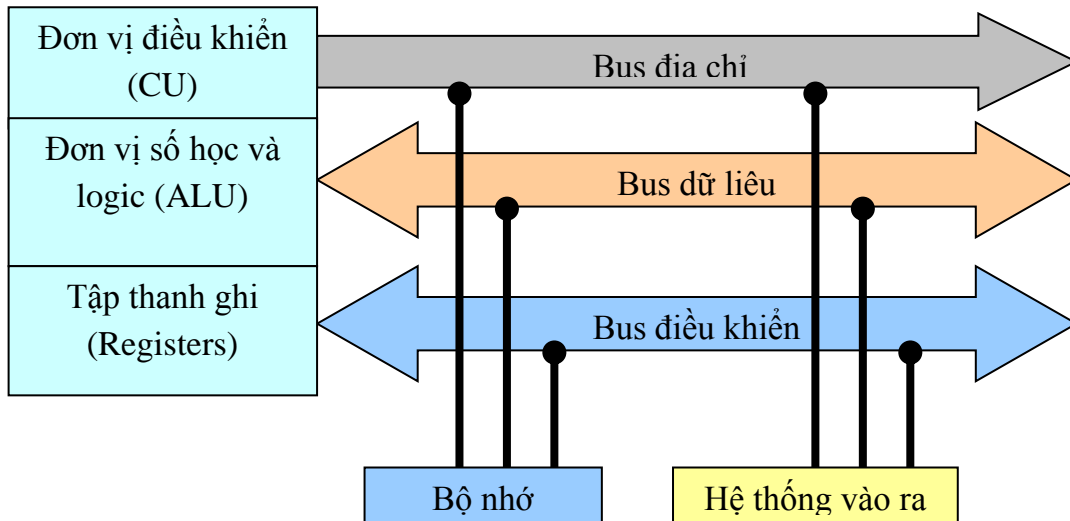 Đơn vị điều khiển
(CU)
Bus địa chỉ
Đơn vị số học và
logic (ALU)
Bus dữ liêu
Tập thanh ghi
(Registers)
Bus điều khiển
Bộ nhớ
Hệ thống vào ra